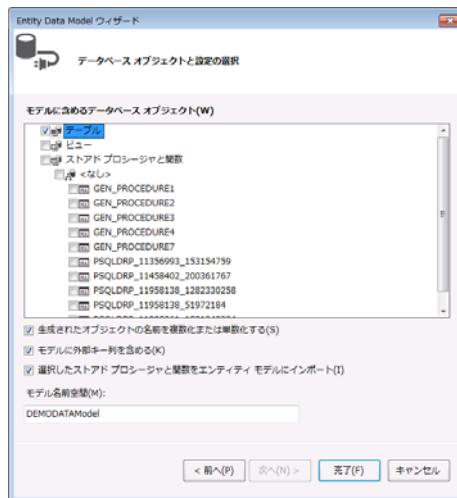 Entity Data Model ウィザード
データベース オブジェクトと設定の選択
モデルに含めるデータベース オブジェクト(W)
テーブル
ビュー
ストアド プロシージャと関数
<なし>
GEN_PROCEDURE1
GEN_PROCEDURE2
GEN_PROCEDURE3
GEN_PROCEDURE4
GEN_PROCEDURE7
PSQLDRP_11356993_153154759
PSQLDRP_11458402_200361767
PSQLDRP_11958138_1282330258
PSQLDRP_11958138_51972184
生成されたオブジェクトの名前を複数化または単数化する(S)
モデルに外部キー列を含める(K)
選択したストアド プロシージャと関数をエンティティ モデルにインポート(I)
モデル名前空間(M):
DEMODATAModel
< 前へ(P) 次へ(N) > 完了(F) キャンセル